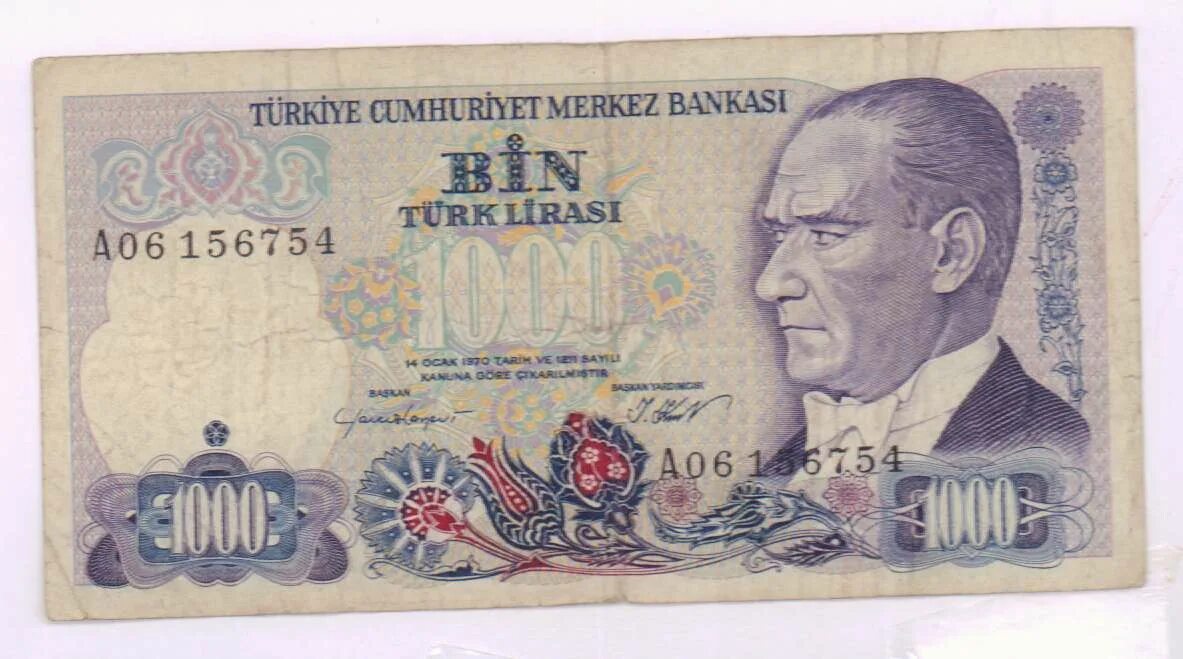 TÜRKİYE CUMHURİYET MERKEZ BANKASI
BİN
TÜRK LİRASI
A06 156754
1000
14 OCAK 1970 TARİH VE 1211 SAYILI
KANUNA GÖRE ÇIKARILMIŞTIR
BAŞKAN BAŞKAN YARDIMCISI
A06 156754
1000 1000